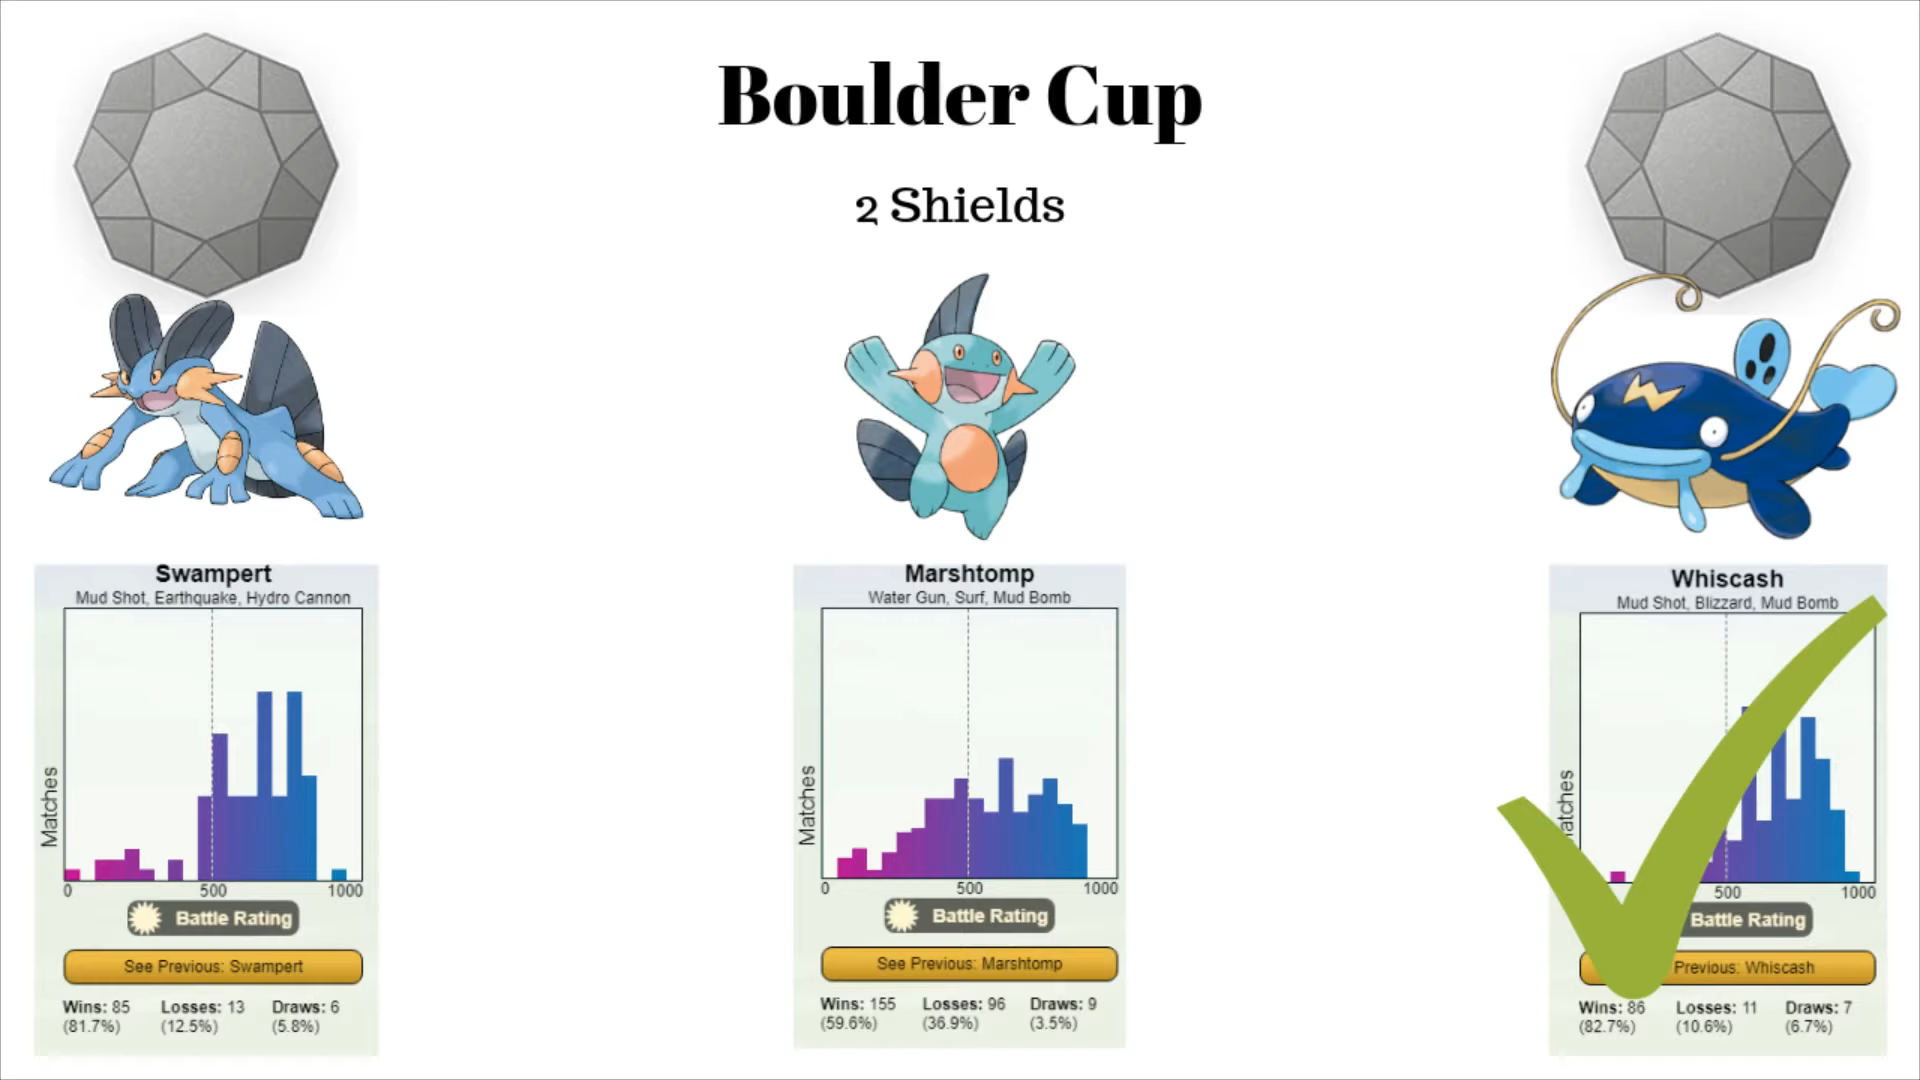 Boulder Cup
2 Shields
Swampert
Mud Shot, Earthquake, Hydro Cannon
Matches
0 500 1000
Battle Rating
See Previous: Swampert
Wins: 85 Losses: 13 Draws: 6
(81.7%) (12.5%) (5.8%)
Marshtomp
Water Gun, Surf, Mud Bomb
Matches
0 500 1000
Battle Rating
See Previous: Marshtomp
Wins: 155 Losses: 96 Draws: 9
(59.6%) (36.9%) (3.5%)
Whiscash
Mud Shot, Blizzard, Mud Bomb
atches
500 1000
Battle Rating
Previous: Whiscash
Wins: 86 Losses: 11 Draws: 7
(82.7%) (10.6%) (6.7%)